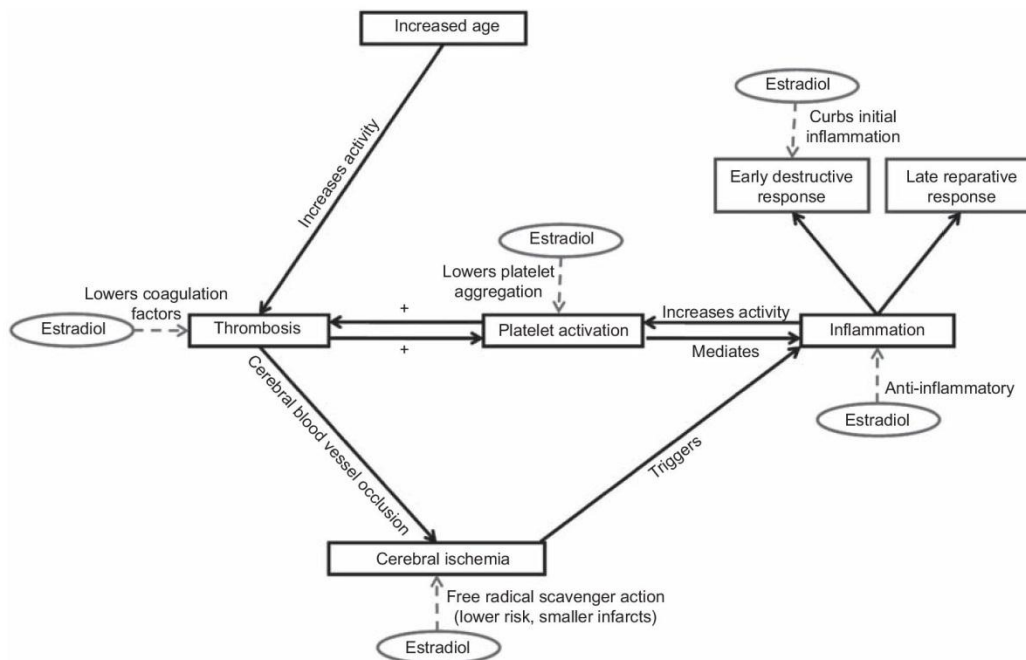 Increased age
Increases activity
Estradiol
Curbs initial
inflammation
Early destructive
response
Late reparative
response
Estradiol
Lowers platelet
aggregation
Lowers coagulation
factors
Estradiol
Thrombosis
+
+
Platelet activation
Increases activity
Mediates
Inflammation
Anti-inflammatory
Estradiol
Cerebral blood vessel occlusion
Triggers
Cerebral ischemia
Free radical scavenger action
(lower risk, smaller infarcts)
Estradiol